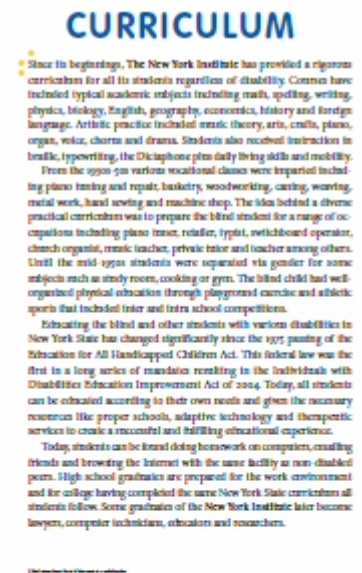 CURRICULUM
Since its beginnings, The New York Institute has provided a rigorous
curriculum for all its students regardless of disability. Courses have
included typical academic subjects including math, spelling, writing,
physics, biology, English, geography, economics, history and foreign
language. Artistic practice included music theory, arts, crafts, piano,
organ, voice, chorus and drama. Students also received instruction in
braille, typewriting, the Dictaphone plus daily living skills and mobility.
From the 1930s-50s various vocational classes were imparted includ-
ing piano tuning and repair, basketry, woodworking, caning, weaving,
metal work, hand sewing and machine shop. The idea behind a diverse
practical curriculum was to prepare the blind student for a range of oc-
cupations including piano tuner, retailer, typist, switchboard operator,
church organist, music teacher, private tutor and teacher among others.
Until the mid-1950s students were separated via gender for some
subjects such as study room, cooking or gym. The blind child had well-
organized physical education through playground exercise and athletic
sports that included inter and intra school competitions.
Educating the blind and other students with various disabilities in
New York State has changed significantly since the 1975 passing of the
Education for All Handicapped Children Act. This federal law was the
first in a long series of mandates resulting in the Individuals with
Disabilities Education Improvement Act of 2004. Today, all students
can be educated according to their own needs and given the necessary
resources like proper schools, adaptive technology and therapeutic
services to create a successful and fulfilling educational experience.
Today, students can be found doing homework on computers, emailing
friends and browsing the Internet with the same facility as non-disabled
peers. High school graduates are prepared for the work environment
and for college having completed the same New York State curriculum all
students follow. Some graduates of the New York Institute later become
lawyers, computer technicians, educators and researchers.